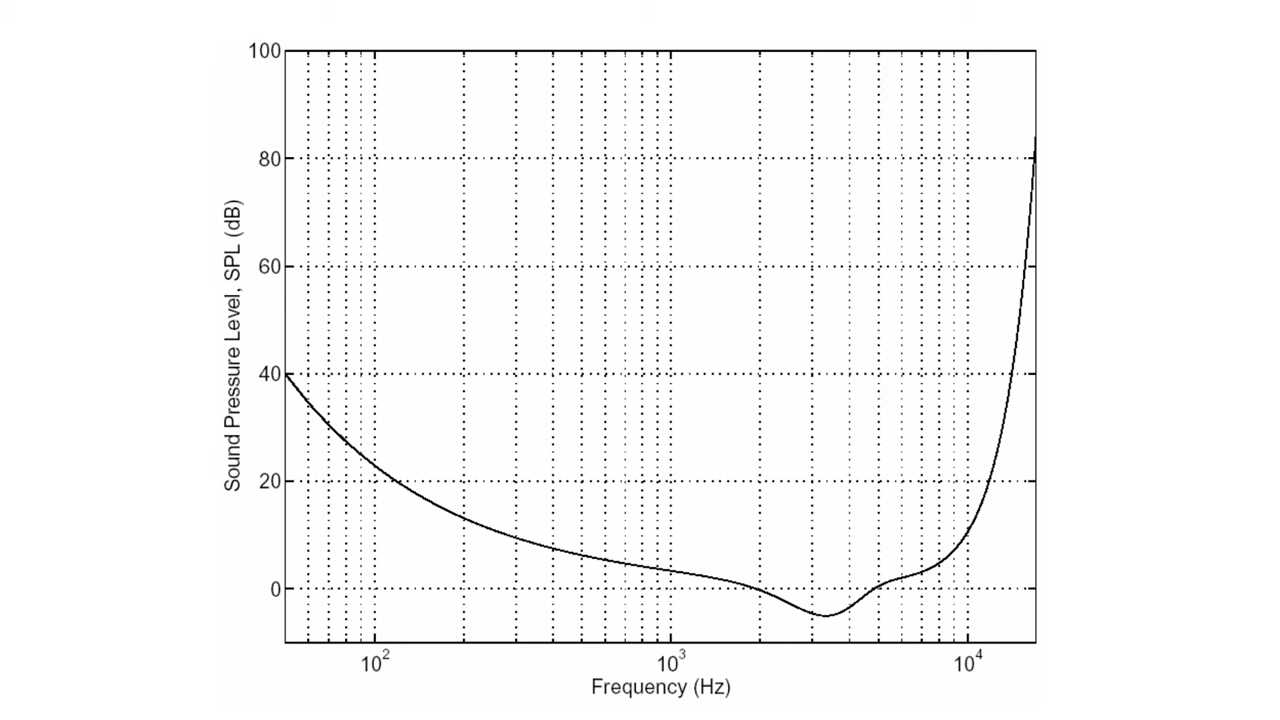 100
80
60
40
20
0
Sound Pressure Level, SPL (dB)
10² 10³ 10⁴
Frequency (Hz)